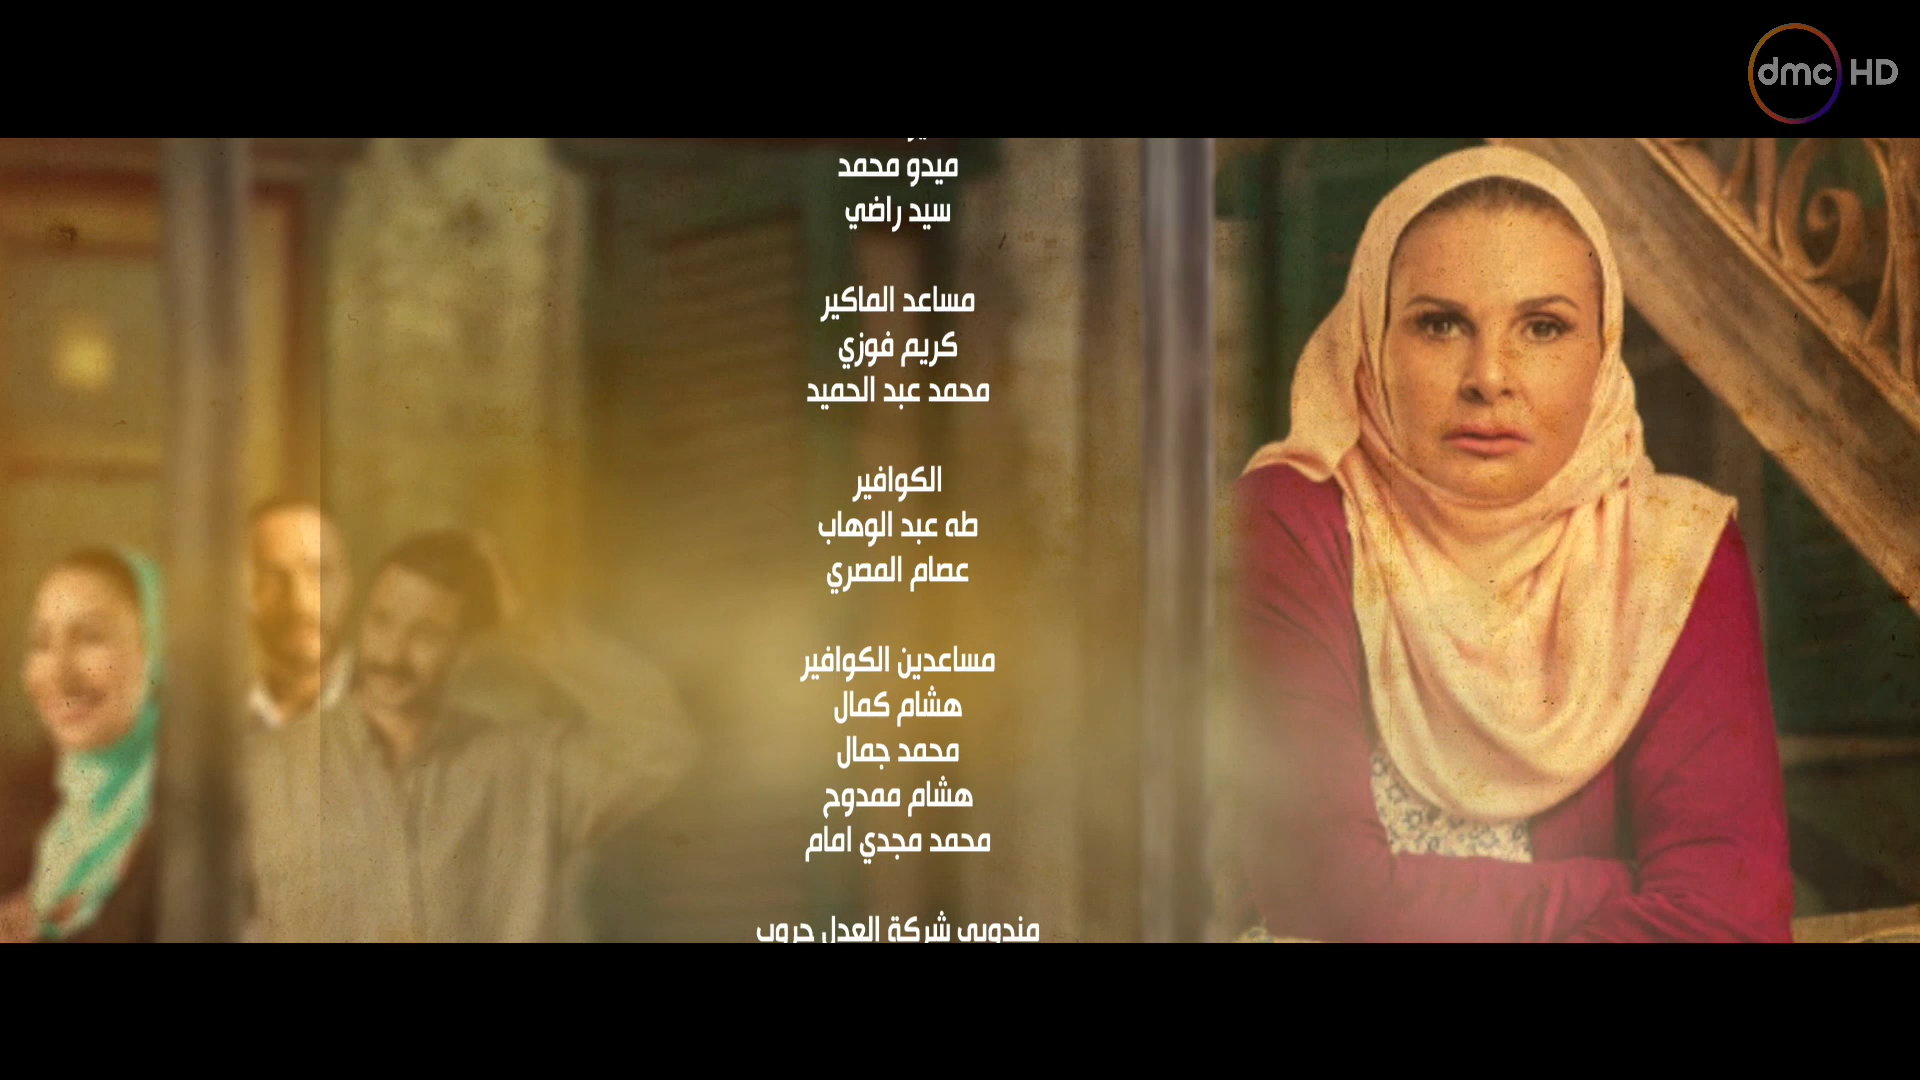 dmc HD
ميدو محمد
سيد راضي
مساعد الماكير
كريم فوزي
محمد عبد الحميد
الكوافير
طه عبد الوهاب
عصام المصري
مساعدين الكوافير
هشام كمال
محمد جمال
هشام ممدوح
محمد مجدي امام
مندوبي شركة العدل جروب